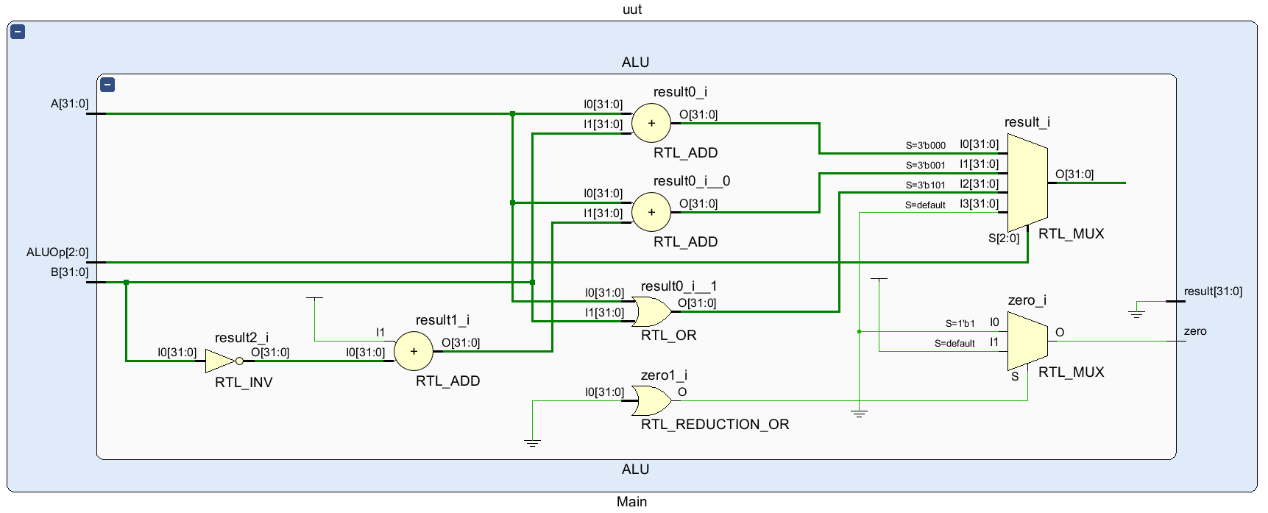 uut
ALU
A[31:0]
result0_i
I0[31:0]
O[31:0]
I1[31:0]
RTL_ADD
result_i
S=3'b000
I0[31:0]
S=3'b001
I1[31:0]
S=3'b101
I2[31:0]
S=default
I3[31:0]
O[31:0]
S[2:0]
RTL_MUX
result0_i__0
I0[31:0]
O[31:0]
I1[31:0]
RTL_ADD
ALUOp[2:0]
B[31:0]
result0_i__1
I0[31:0]
O[31:0]
I1[31:0]
RTL_OR
result[31:0]
zero
zero_i
S=1'b1
I0
O
S=default
I1
S
RTL_MUX
result1_i
I1
O[31:0]
I0[31:0]
RTL_ADD
result2_i
I0[31:0]
O[31:0]
RTL_INV
zero1_i
I0[31:0]
O
RTL_REDUCTION_OR
ALU
Main